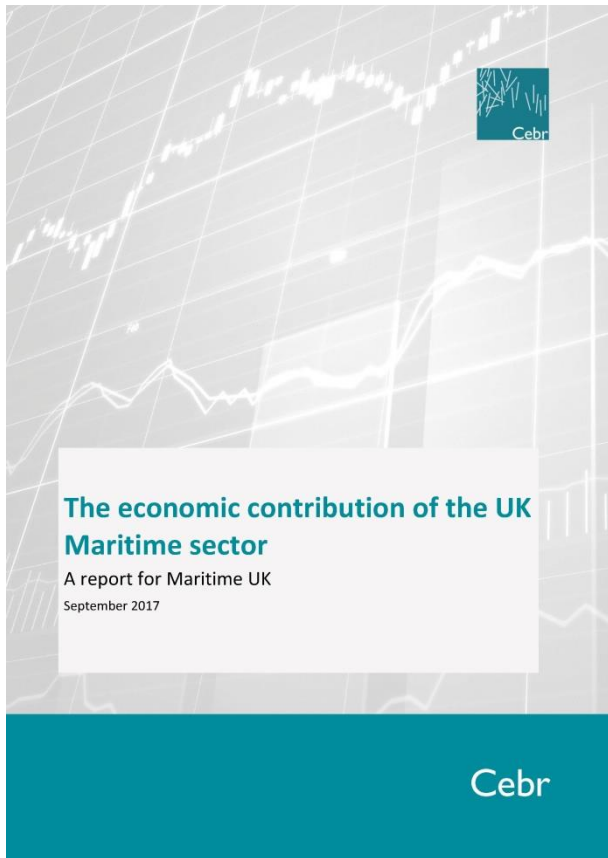 Cebr
The economic contribution of the UK
Maritime sector
A report for Maritime UK
September 2017
Cebr